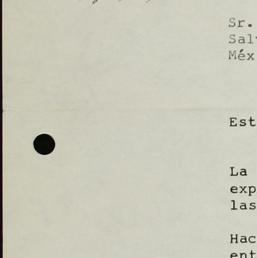 Sr.
Sal
Méx
Est
La
exp
las
Hac
ent